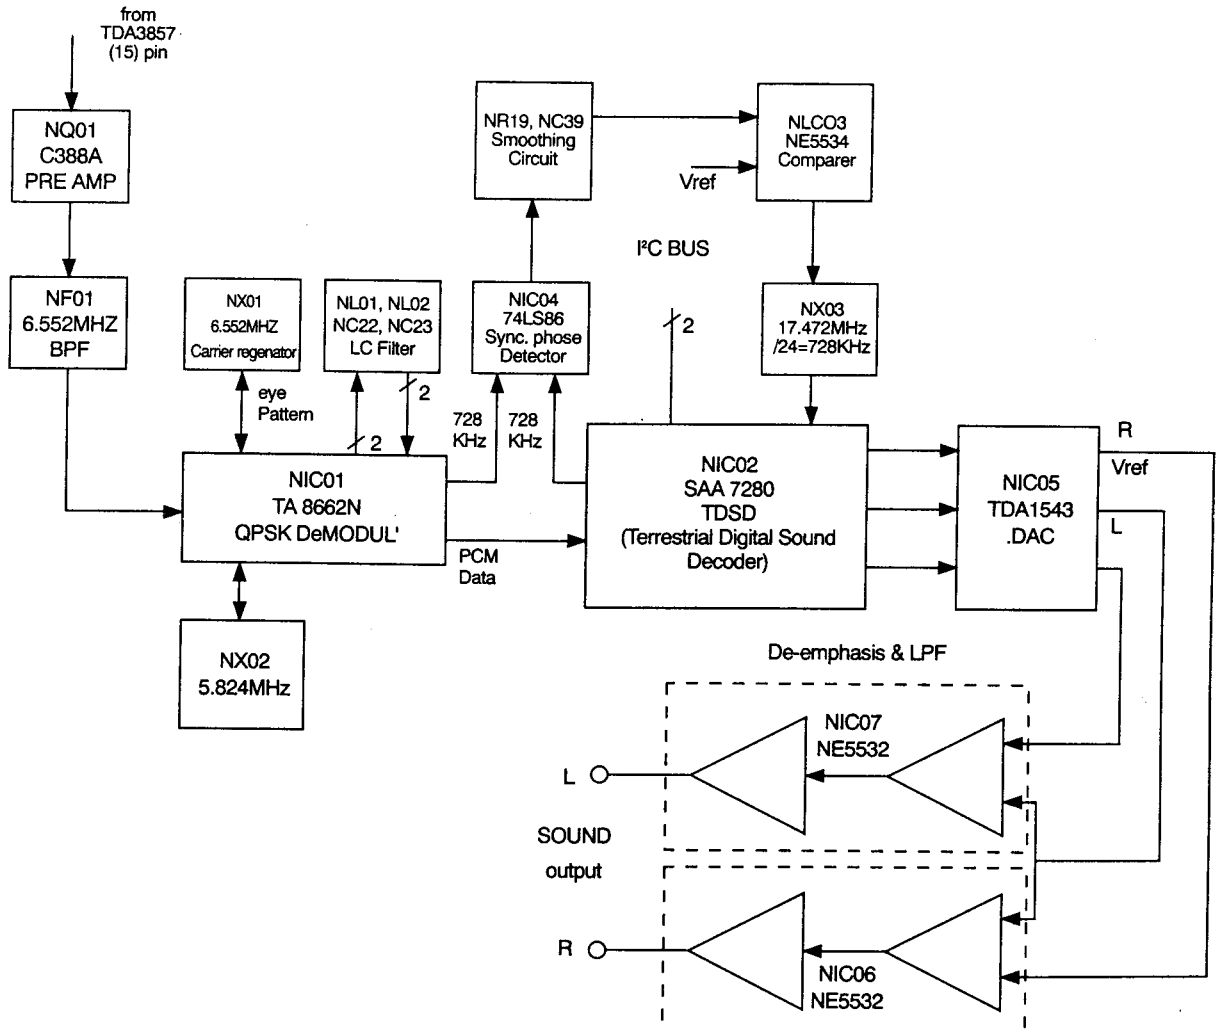 from
TDA3857
(15) pin
NQ01
C388A
PRE AMP
NF01
6.552MHZ
BPF
NX01
6.552MHZ
Carrier regenator
eye
Pattern
NL01, NL02
NC22, NC23
LC Filter
2
2
NR19, NC39
Smoothing
Circuit
NIC04
74LS86
Sync. phose
Detector
728
KHz
728
KHz
NLCO3
NE5534
Comparer
Vref
I²C BUS
2
NX03
17.472MHz
/24=728KHz
NIC01
TA 8662N
QPSK DeMODUL'
PCM
Data
NX02
5.824MHz
NIC02
SAA 7280
TDSD
(Terrestrial Digital Sound
Decoder)
NIC05
TDA1543
.DAC
R
Vref
L
De-emphasis & LPF
NIC07
NE5532
L
SOUND
output
R
NIC06
NE5532